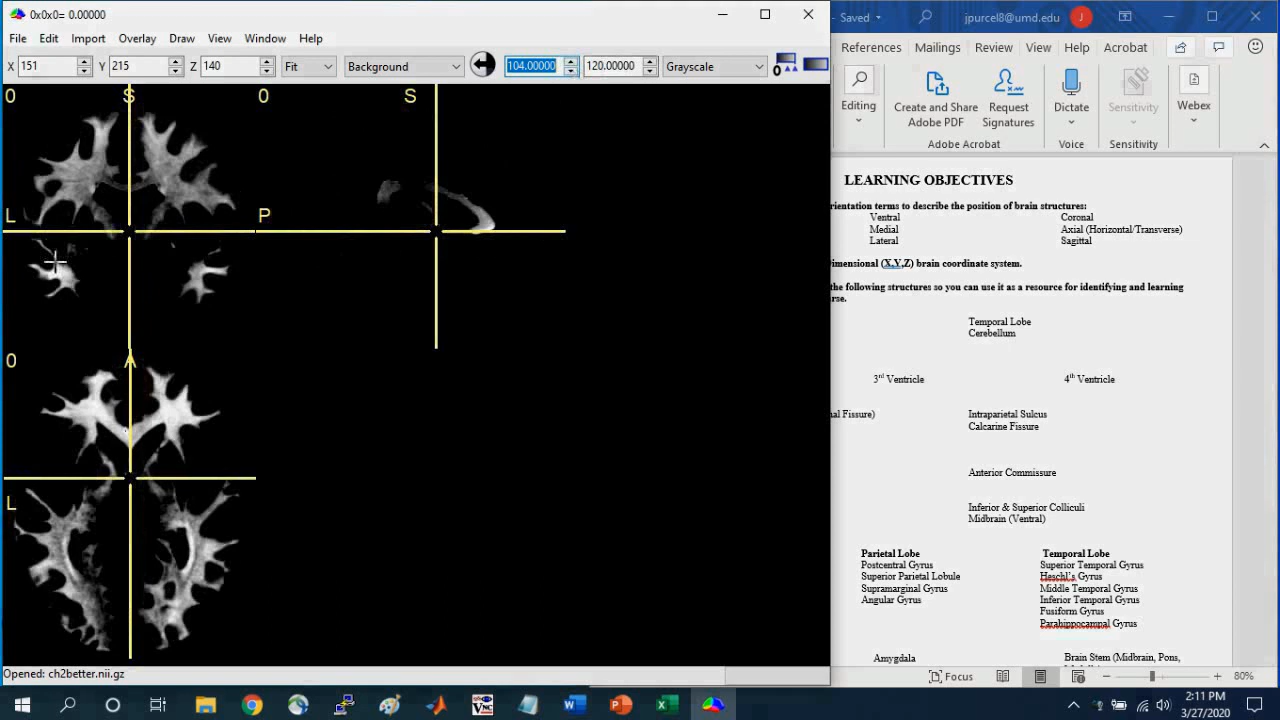 0x0x0= 0.00000
File Edit Import Overlay Draw View Window Help
X 151 Y 215 Z 140 Fit Background 104.00000 120.00000 Grayscale
0 S 0 S
L P
0 A
L
Opened: ch2better.nii.gz
Saved jpurcel8@umd.edu J
References Mailings Review View Help Acrobat
Editing Create and Share Adobe PDF Request Signatures Dictate Sensitivity Webex
Adobe Acrobat Voice Sensitivity
LEARNING OBJECTIVES
rientation terms to describe the position of brain structures:
Ventral Coronal
Medial Axial (Horizontal/Transverse)
Lateral Sagittal
dimensional (X,Y,Z) brain coordinate system.
the following structures so you can use it as a resource for identifying and learning
rse.
Temporal Lobe
Cerebellum
3rd Ventricle 4th Ventricle
al Fissure) Intraparietal Sulcus
Calcarine Fissure
Anterior Commissure
Inferior & Superior Colliculi
Midbrain (Ventral)
Parietal Lobe Temporal Lobe
Postcentral Gyrus Superior Temporal Gyrus
Superior Parietal Lobule Heschl's Gyrus
Supramarginal Gyrus Middle Temporal Gyrus
Angular Gyrus Inferior Temporal Gyrus
Fusiform Gyrus
Parahippocampal Gyrus
Amygdala Brain Stem (Midbrain, Pons,
Focus 80%
2:11 PM
3/27/2020